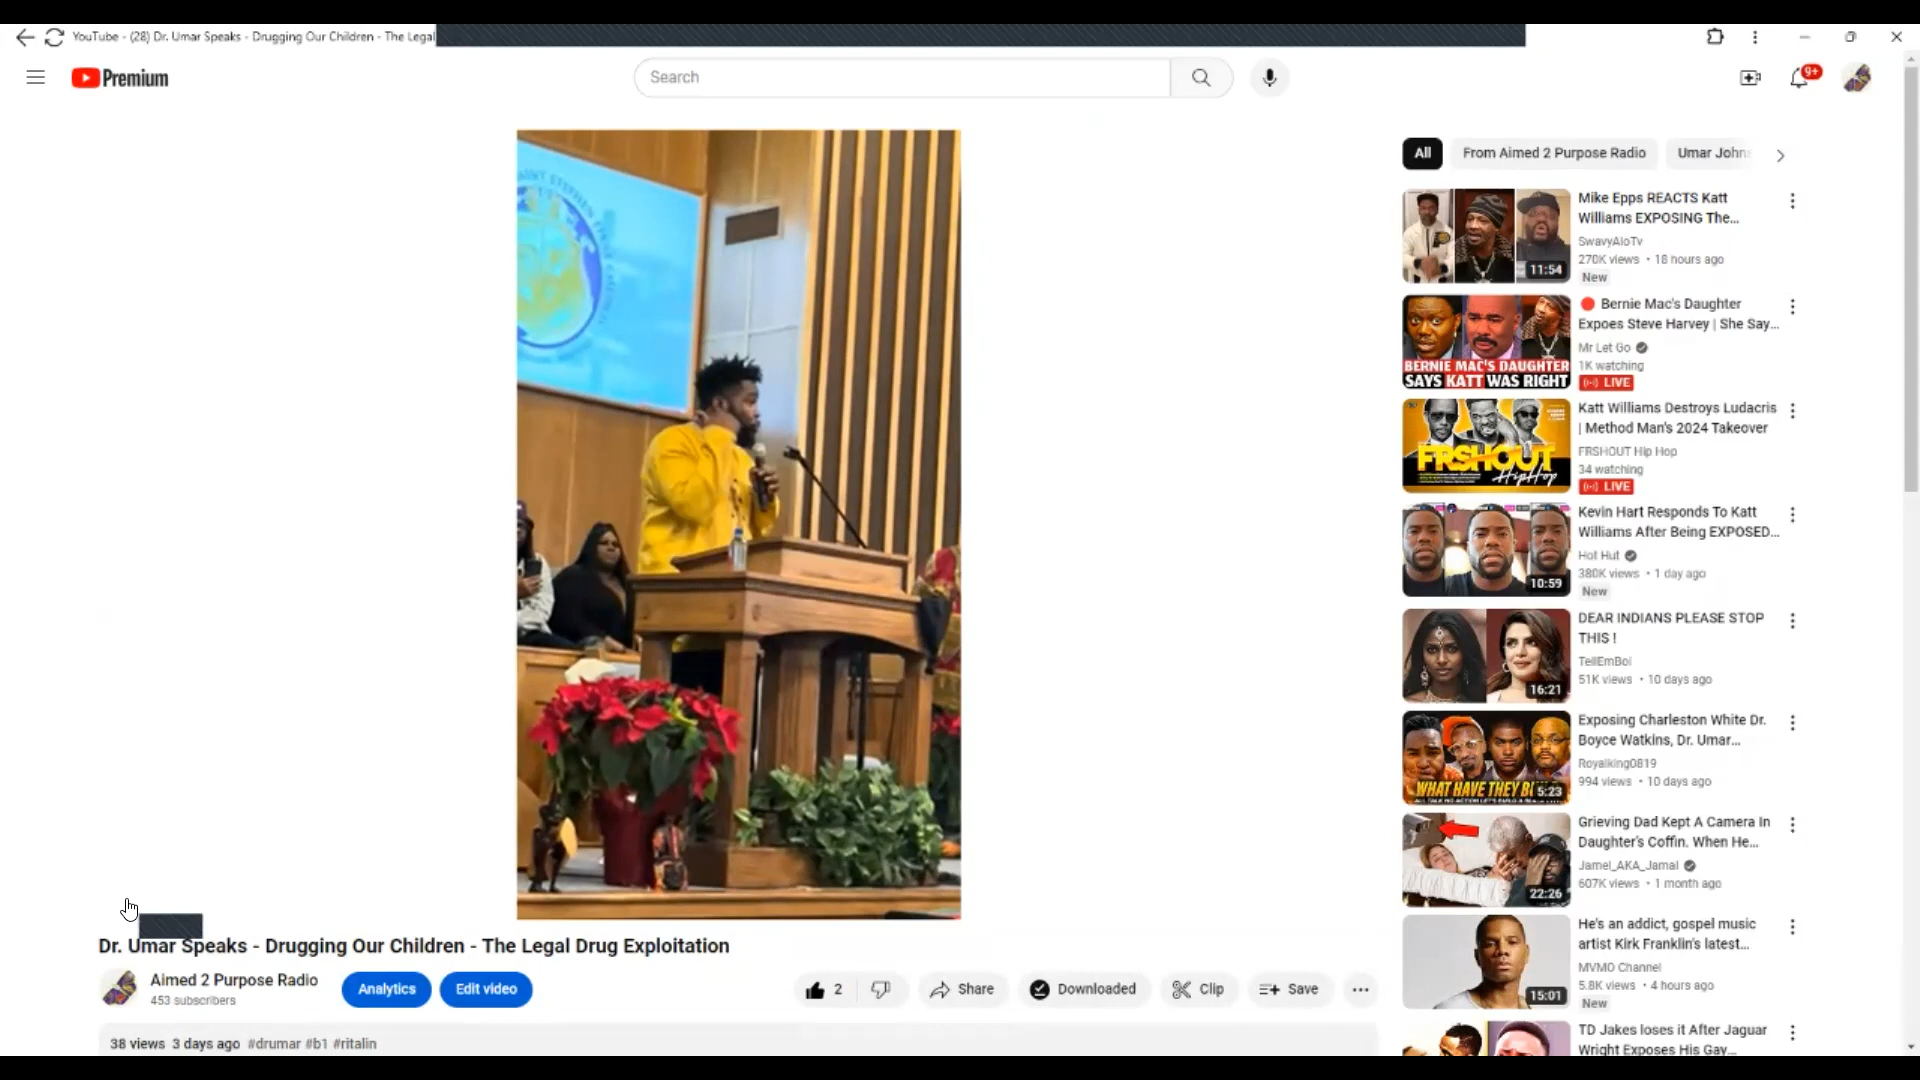 YouTube - (28) Dr. Umar Speaks - Drugging Our Children - The Legal
Premium
Search
9+
All
From Aimed 2 Purpose Radio
Umar Johns
Mike Epps REACTS Katt
Williams EXPOSING The...
SwavyAloTv
270K views • 18 hours ago
New
11:54
Bernie Mac's Daughter
Expoes Steve Harvey | She Say...
Mr Let Go
1K watching
LIVE
BERNIE MAC'S DAUGHTER
SAYS KATT WAS RIGHT
Katt Williams Destroys Ludacris
| Method Man's 2024 Takeover
FRSHOUT Hip Hop
34 watching
LIVE
FRSHOUT
HipHop
Kevin Hart Responds To Katt
Williams After Being EXPOSED...
Hot Hut
380K views • 1 day ago
New
10:59
DEAR INDIANS PLEASE STOP
THIS !
TellEmBoi
51K views • 10 days ago
16:21
Exposing Charleston White Dr.
Boyce Watkins, Dr. Umar...
Royalking0819
994 views • 10 days ago
WHAT HAVE THEY
5:23
Grieving Dad Kept A Camera In
Daughter's Coffin. When He...
Jamel_AKA_Jamal
607K views • 1 month ago
22:26
He's an addict, gospel music
artist Kirk Franklin's latest...
MVMO Channel
5.8K views • 4 hours ago
New
15:01
TD Jakes loses it After Jaguar
Wright Exposes His Gay...
Dr. Umar Speaks - Drugging Our Children - The Legal Drug Exploitation
Aimed 2 Purpose Radio
453 subscribers
Analytics
Edit video
2
Share
Downloaded
Clip
Save
38 views 3 days ago #drumar #b1 #ritalin